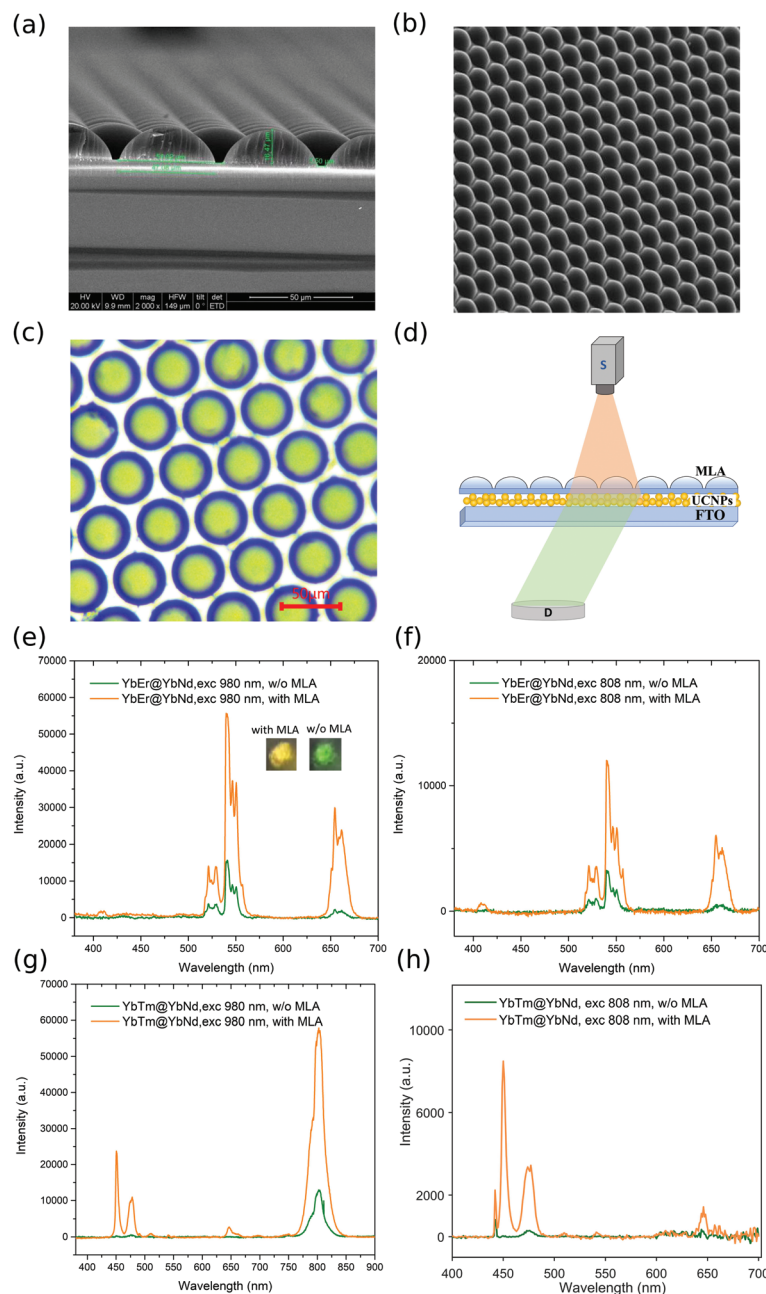 (a)
16.47 µm
HV WD mag HFW tilt det
20.00 kV 9.9 mm 2 000 x 149 µm 0° ETD
50 µm
(b)
(c)
50µm
(d)
S
MLA
UCNPs
FTO
D
(e)
70000
60000
50000
40000
30000
20000
10000
0
Intensity (a.u.)
YbEr@YbNd,exc 980 nm, w/o MLA
YbEr@YbNd,exc 980 nm, with MLA
with MLA w/o MLA
400 450 500 550 600 650 700
Wavelength (nm)
(f)
20000
10000
0
Intensity (a.u.)
YbEr@YbNd,exc 808 nm, w/o MLA
YbEr@YbNd,exc 808 nm, with MLA
400 450 500 550 600 650 700
Wavelength (nm)
(g)
70000
60000
50000
40000
30000
20000
10000
0
Intensity (a.u.)
YbTm@YbNd,exc 980 nm, w/o MLA
YbTm@YbNd,exc 980 nm, with MLA
400 450 500 550 600 650 700 750 800 850 900
Wavelength (nm)
(h)
10000
8000
6000
4000
2000
0
Intensity (a.u.)
YbTm@YbNd, exc 808 nm, w/o MLA
YbTm@YbNd, exc 808 nm, with MLA
400 450 500 550 600 650 700
Wavelength (nm)